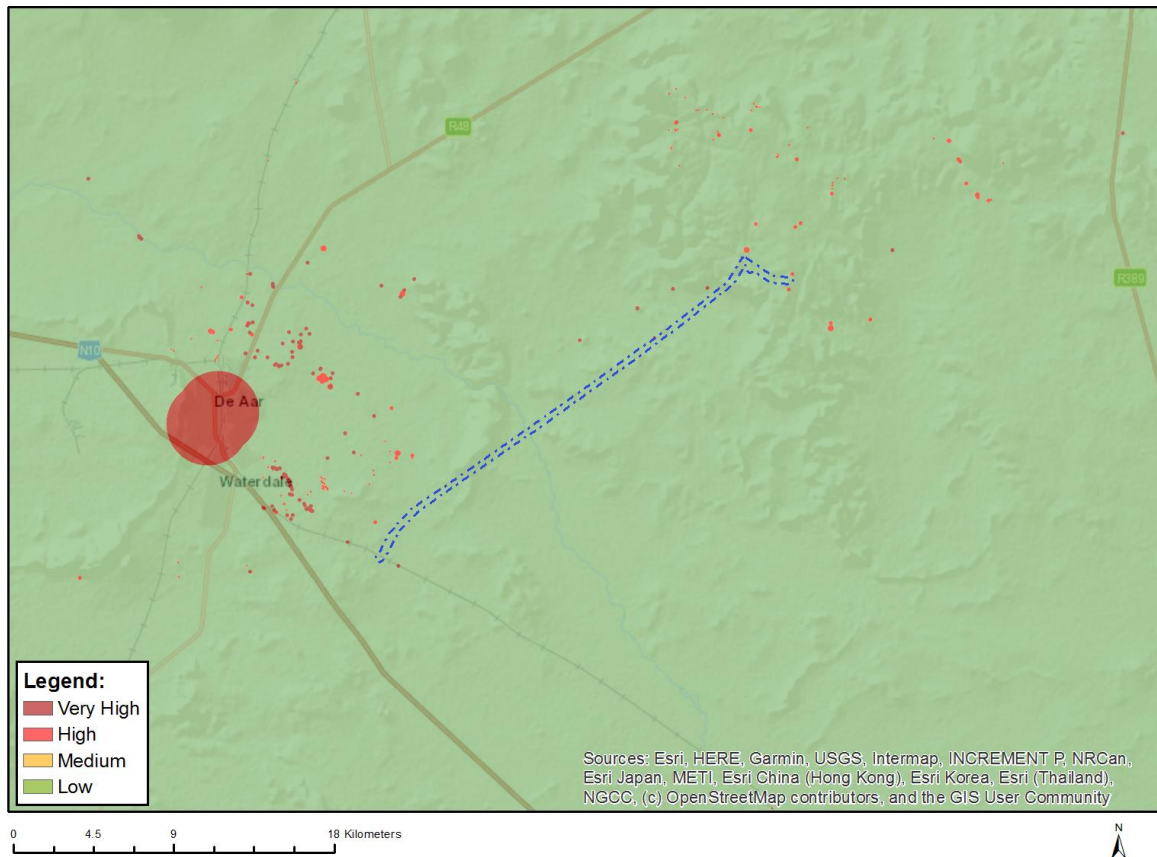 R48
R389
N10
De Aar
Waterdale
Legend:
Very High
High
Medium
Low
Sources: Esri, HERE, Garmin, USGS, Intermap, INCREMENT P, NRCan,
Esri Japan, METI, Esri China (Hong Kong), Esri Korea, Esri (Thailand),
NGCC, (c) OpenStreetMap contributors, and the GIS User Community
0 4.5 9 18 Kilometers
N